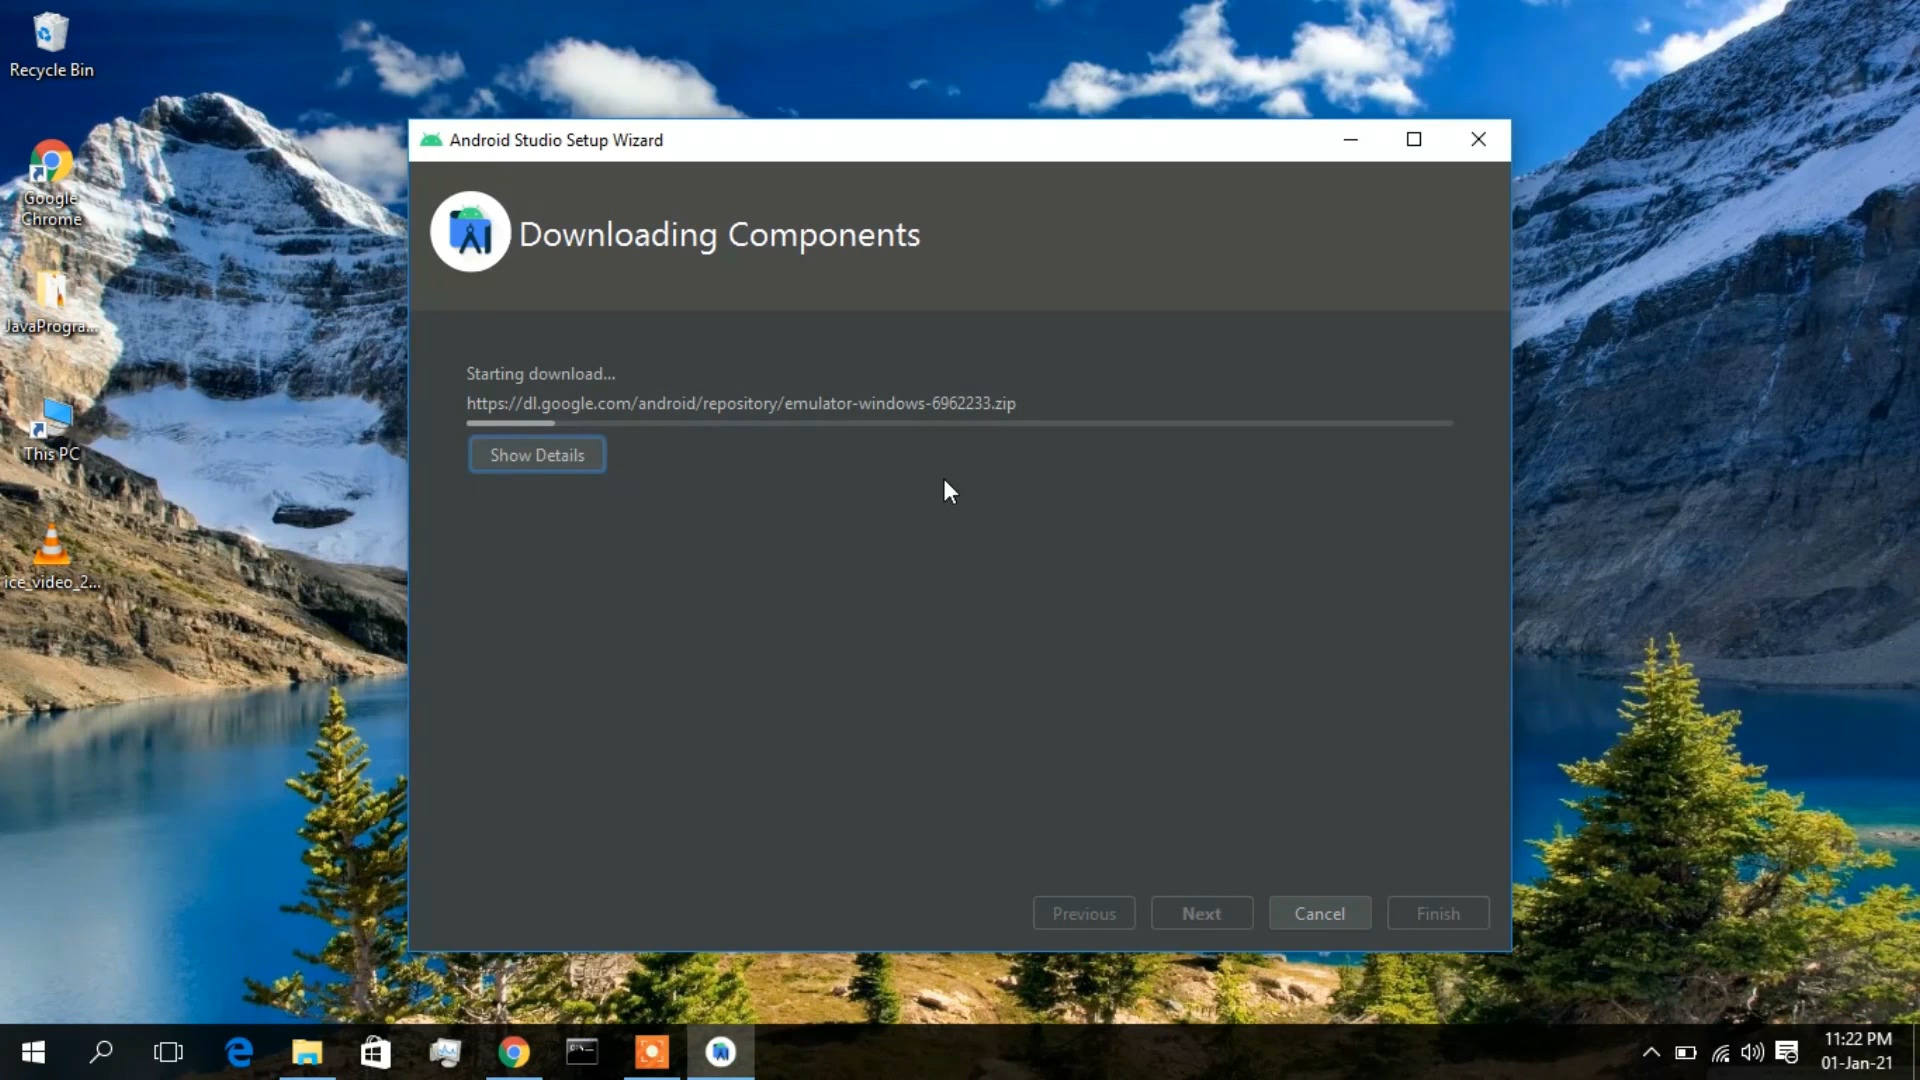 Recycle Bin
Google
Chrome
JavaProgra...
This PC
ice_video_2...
Android Studio Setup Wizard
Downloading Components
Starting download...
https://dl.google.com/android/repository/emulator-windows-6962233.zip
Show Details
Previous
Next
Cancel
Finish
11:22 PM
01-Jan-21